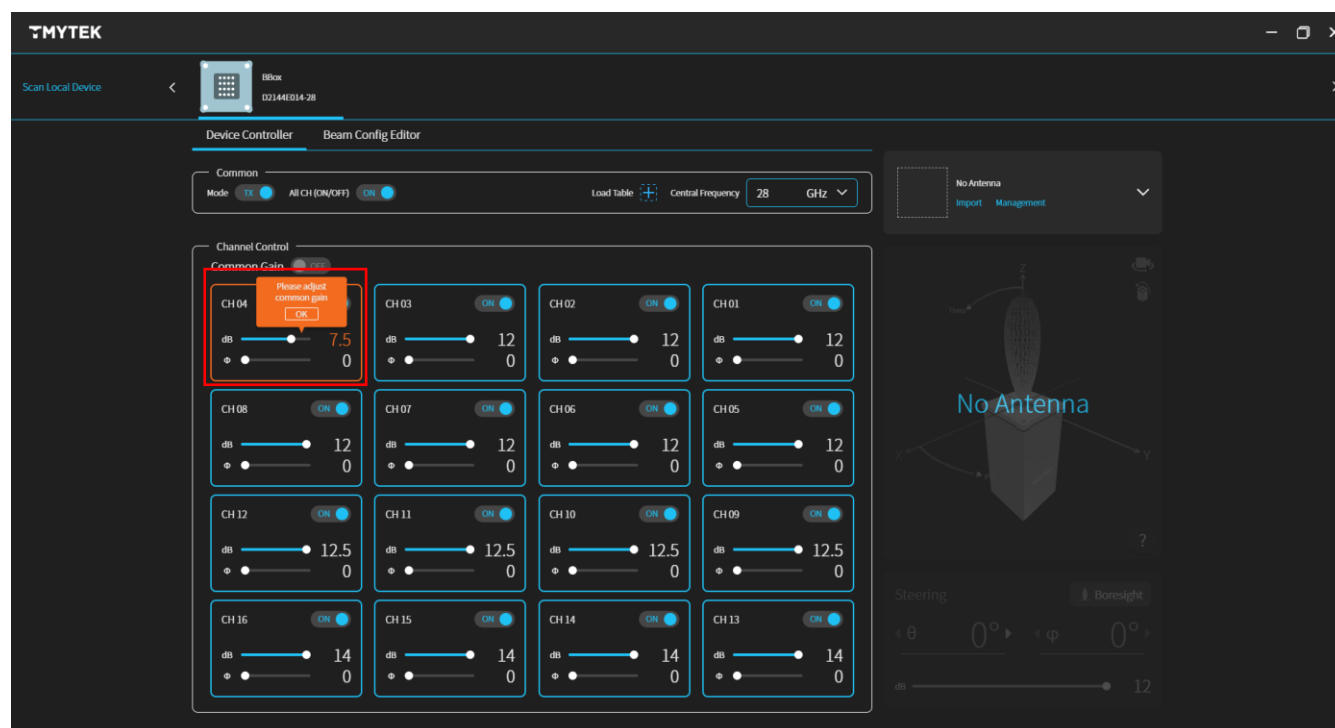 TMYTEK
Scan Local Device
BBox
D2144E014-28
Device Controller Beam Config Editor
Common
Mode TX All CH (ON/OFF) ON Load Table Central Frequency 28 GHz
No Antenna
Import Management
Channel Control
Common Gain OFF
Please adjust
common gain
OK
CH 04
dB 7.5
Φ 0
CH 03 ON
dB 12
Φ 0
CH 02 ON
dB 12
Φ 0
CH 01 ON
dB 12
Φ 0
CH 08 ON
dB 12
Φ 0
CH 07 ON
dB 12
Φ 0
CH 06 ON
dB 12
Φ 0
CH 05 ON
dB 12
Φ 0
CH 12 ON
dB 12.5
Φ 0
CH 11 ON
dB 12.5
Φ 0
CH 10 ON
dB 12.5
Φ 0
CH 09 ON
dB 12.5
Φ 0
CH 16 ON
dB 14
Φ 0
CH 15 ON
dB 14
Φ 0
CH 14 ON
dB 14
Φ 0
CH 13 ON
dB 14
Φ 0
Z
Theta
No Antenna
X Y
?
Steering Boresight
θ 0° φ 0°
dB 12